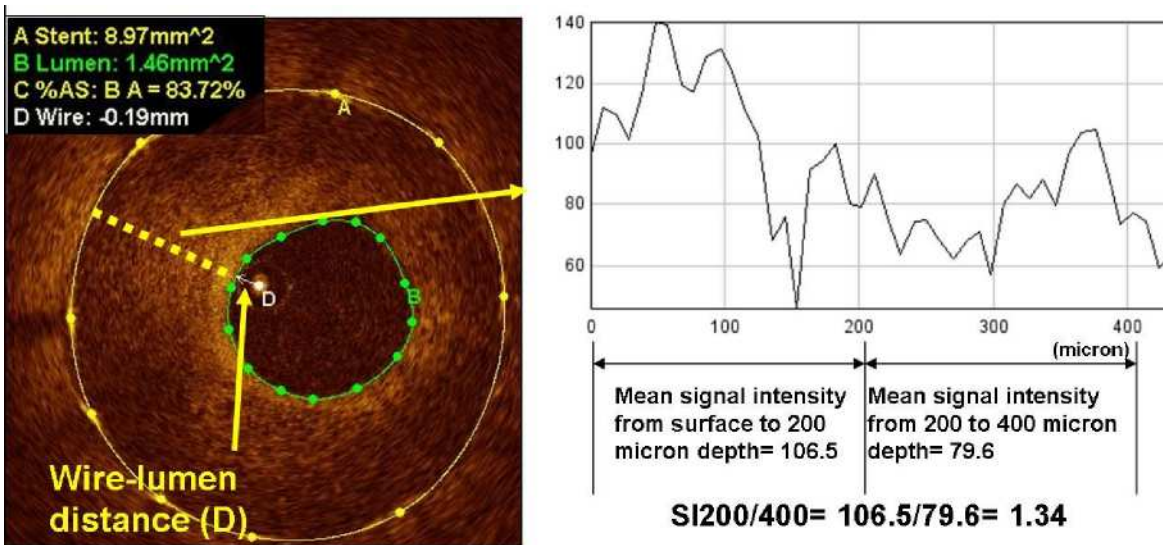 A Stent: 8.97mm^2
B Lumen: 1.46mm^2
C %AS: B A = 83.72%
D Wire: -0.19mm
A
B
D
Wire-lumen
distance (D)
140
120
100
80
60
0 100 200 300 400
(micron)
Mean signal intensity
from surface to 200
micron depth= 106.5
Mean signal intensity
from 200 to 400 micron
depth= 79.6
SI200/400= 106.5/79.6= 1.34